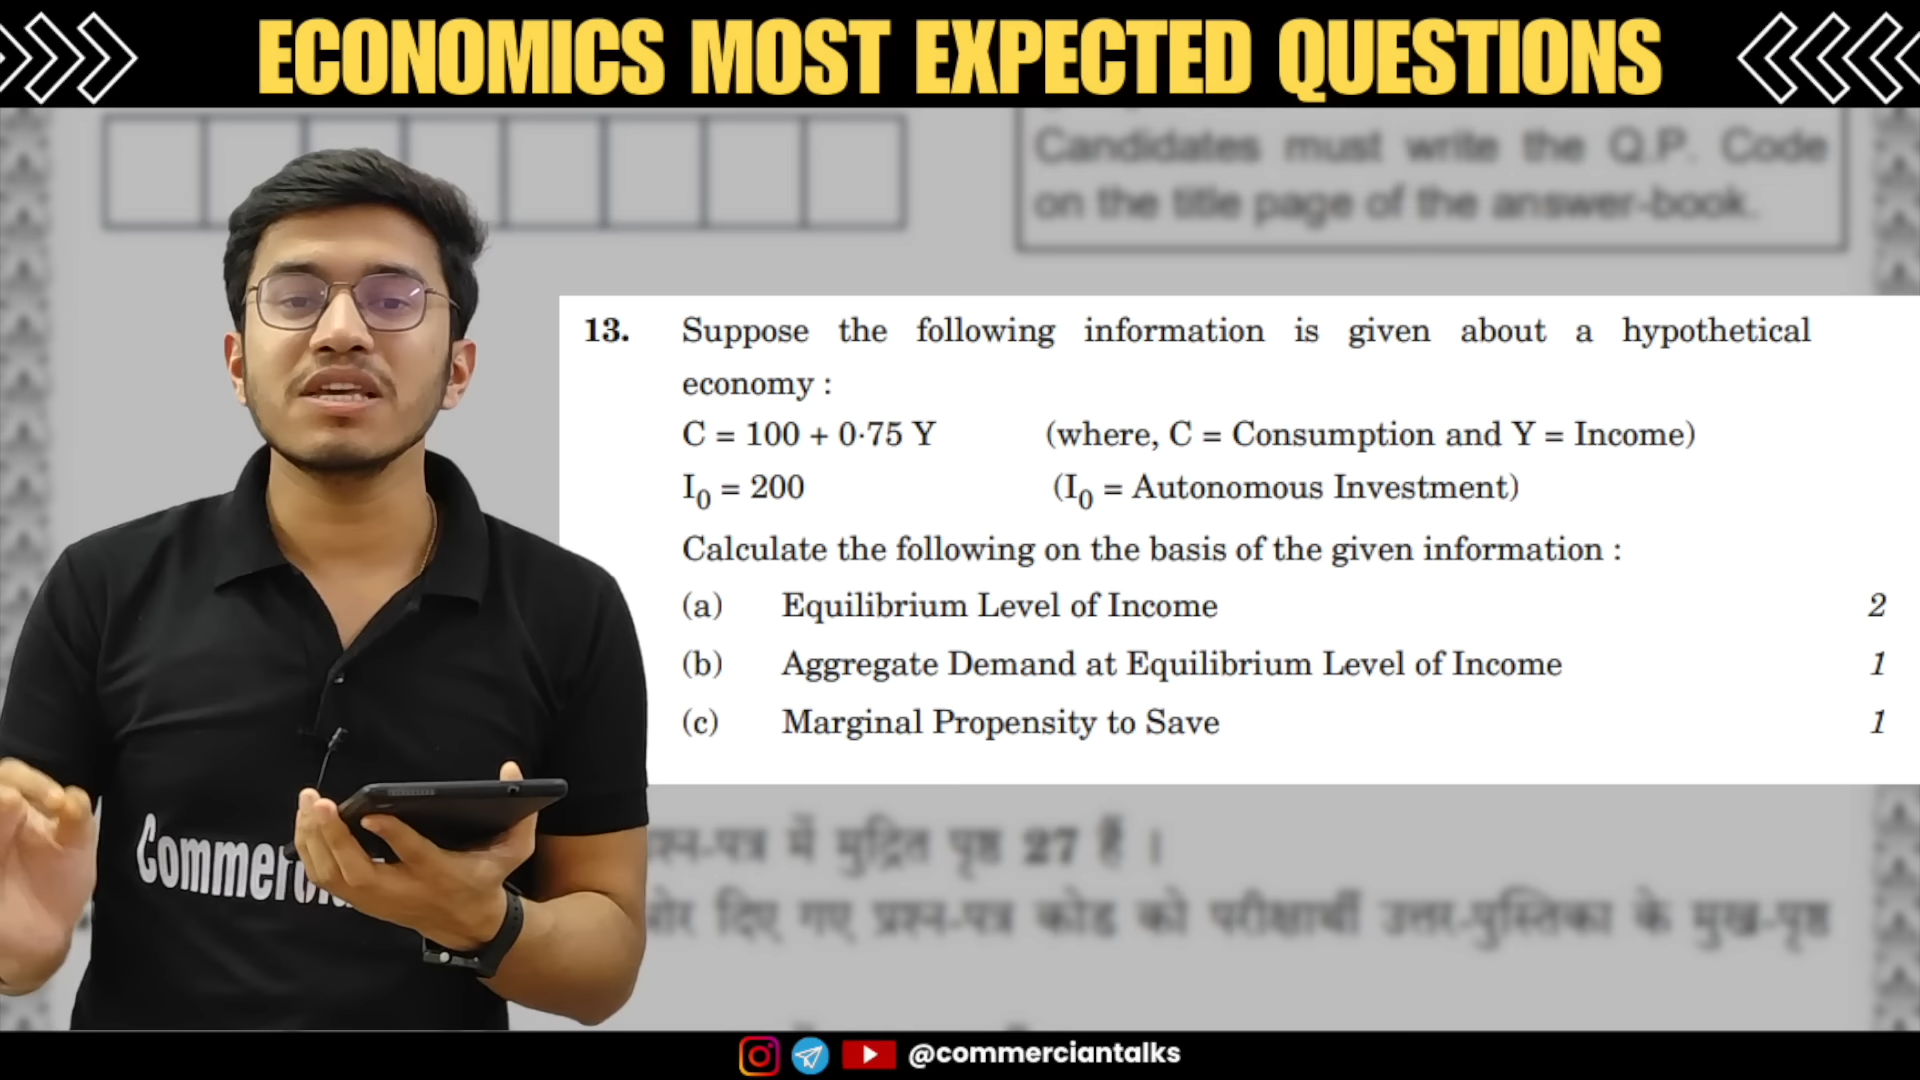 ECONOMICS MOST EXPECTED QUESTIONS
Candidates must write the Q.P. Code
on the title page of the answer-book.
13. Suppose the following information is given about a hypothetical
economy :
C = 100 + 0·75 Y (where, C = Consumption and Y = Income)
I₀ = 200 (I₀ = Autonomous Investment)
Calculate the following on the basis of the given information :
(a) Equilibrium Level of Income 2
(b) Aggregate Demand at Equilibrium Level of Income 1
(c) Marginal Propensity to Save 1
में मुद्रित पृष्ठ 27 हैं ।
दिए गए प्रश्न-पत्र कोड को परीक्षार्थी उत्तर-पुस्तिका के मुख-पृष्ठ
@commerciantalks